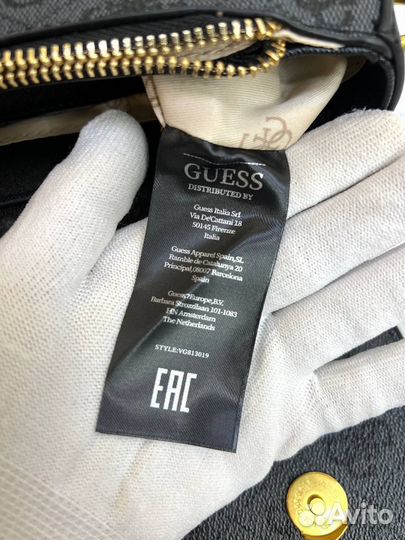 GUESS
DISTRIBUTED BY
Guess Italia Srl
Via De'Cattani 18
50145 Firenze
Italia
Guess Apparel Spain,SL
Ramble de Catalunya 20
Principal,08007 Barcelona
Spain
Guess?Europe,B.V.
Barbara Strozzilaan 101-1083
HN Amsterdam
The Netherlands
STYLE:VG813019
EAC
Avito